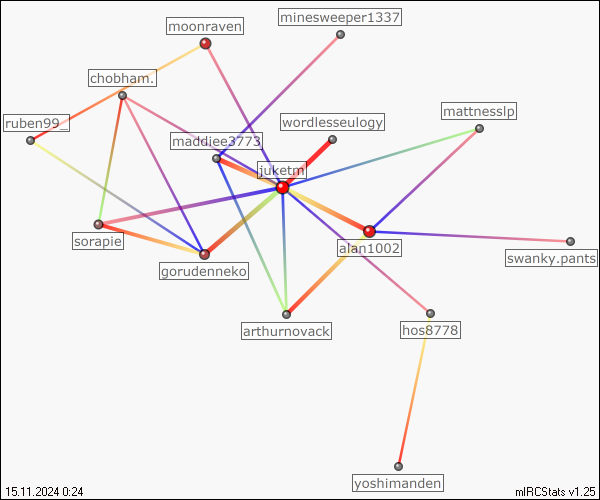 minesweeper1337
moonraven
chobham.
mattnesslp
ruben99_
wordlesseulogy
maddiee3773
juketm
sorapie
alan1002
swanky.pants
gorudenneko
arthurnovack
hos8778
yoshimanden
15.11.2024 0:24
mIRCStats v1.25